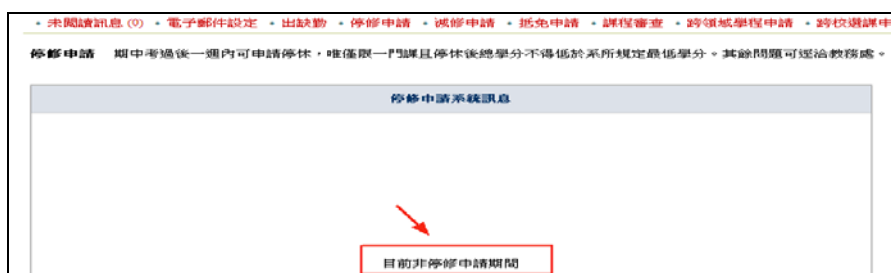 • 未閱讀訊息 (0) • 電子郵件設定 • 出缺勤 • 停修申請 • 減修申請 • 抵免申請 • 課程審查 • 跨領域學程申請 • 跨校選課申
停修申請 期中考過後一週內可申請停休，唯僅限一門課且停休後總學分不得低於系所規定最低學分。其餘問題可逕洽教務處。
停修申請系統訊息
目前非停修申請期間